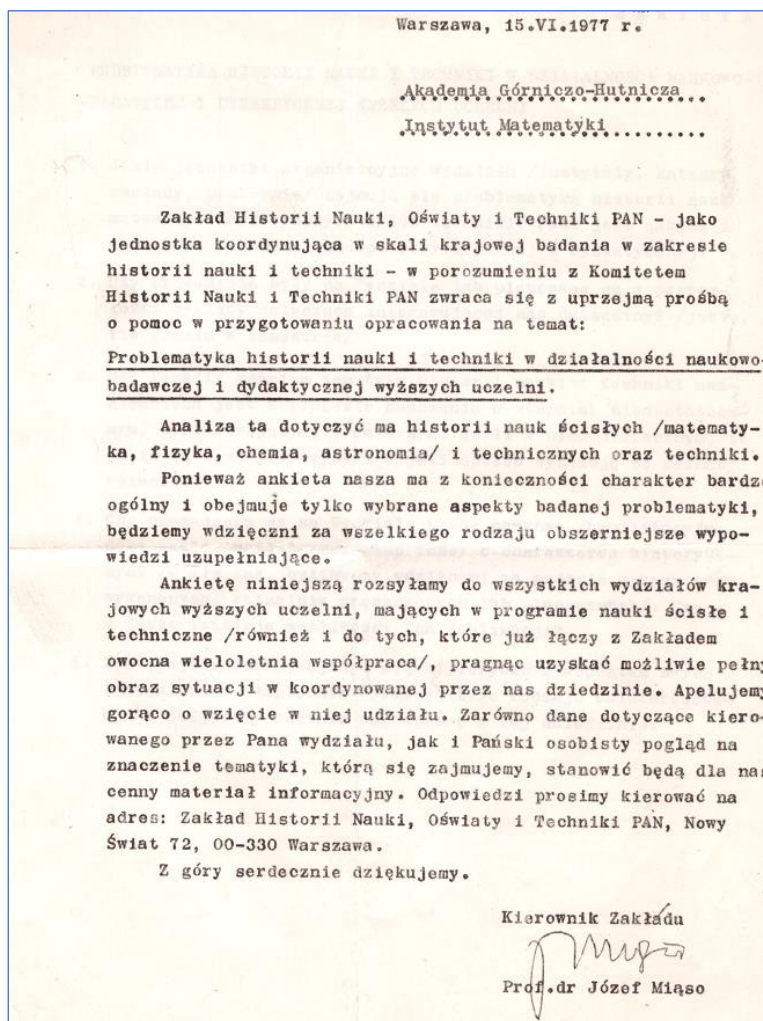 Warszawa, 15.VI.1977 r.
Akademia Górniczo-Hutnicza
Instytut Matematyki
Zakład Historii Nauki, Oświaty i Techniki PAN - jako
jednostka koordynująca w skali krajowej badania w zakresie
historii nauki i techniki - w porozumieniu z Komitetem
Historii Nauki i Techniki PAN zwraca się z uprzejmą prośbą
o pomoc w przygotowaniu opracowania na temat:
Problematyka historii nauki i techniki w działalności naukowo-
badawczej i dydaktycznej wyższych uczelni.
Analiza ta dotyczyć ma historii nauk ścisłych /matematy-
ka, fizyka, chemia, astronomia/ i technicznych oraz techniki.
Ponieważ ankieta nasza ma z konieczności charakter bardzo
ogólny i obejmuje tylko wybrane aspekty badanej problematyki,
będziemy wdzięczni za wszelkiego rodzaju obszerniejsze wypo-
wiedzi uzupełniające.
Ankietę niniejszą rozsyłamy do wszystkich wydziałów kra-
jowych wyższych uczelni, mających w programie nauki ścisłe i
techniczne /również i do tych, które już łączy z Zakładem
owocna wieloletnia współpraca/, pragnąc uzyskać możliwie pełny
obraz sytuacji w koordynowanej przez nas dziedzinie. Apelujemy
gorąco o wzięcie w niej udziału. Zarówno dane dotyczące kiero-
wanego przez Pana wydziału, jak i Pański osobisty pogląd na
znaczenie tematyki, którą się zajmujemy, stanowić będą dla nas
cenny materiał informacyjny. Odpowiedzi prosimy kierować na
adres: Zakład Historii Nauki, Oświaty i Techniki PAN, Nowy
Świat 72, 00-330 Warszawa.
Z góry serdecznie dziękujemy.
Kierownik Zakładu
Prof.dr Józef Miąso